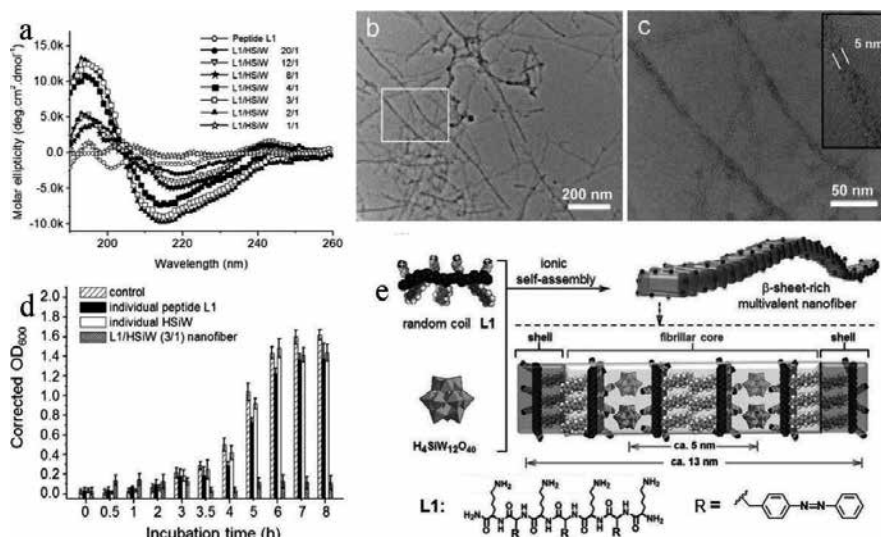 a
15.0k
10.0k
5.0k
0.0
-5.0k
-10.0k
Molar ellipticity (deg.cm².dmol⁻¹)
Peptide L1
L1/HSiW 20/1
L1/HSiW 12/1
L1/HSiW 8/1
L1/HSiW 4/1
L1/HSiW 3/1
L1/HSiW 2/1
L1/HSiW 1/1
200 220 240 260
Wavelength (nm)
b
200 nm
c
5 nm
50 nm
d
control
individual peptide L1
individual HSiW
L1/HSiW (3/1) nanofiber
2.0
1.8
1.6
1.4
1.2
1.0
0.8
0.6
0.4
0.2
0.0
Corrected OD₆₀₀
0 0.5 1 2 3 3.5 4 5 6 7 8
Incubation time (h)
e
random coil L1
ionic
self-assembly
β-sheet-rich
multivalent nanofiber
shell
fibrillar core
shell
H₄SiW₁₂O₄₀
ca. 5 nm
ca. 13 nm
L1:
NH₂ NH₂ NH₂ NH₂
H₂N
O
R
H
N
NH₂
R =
N=N